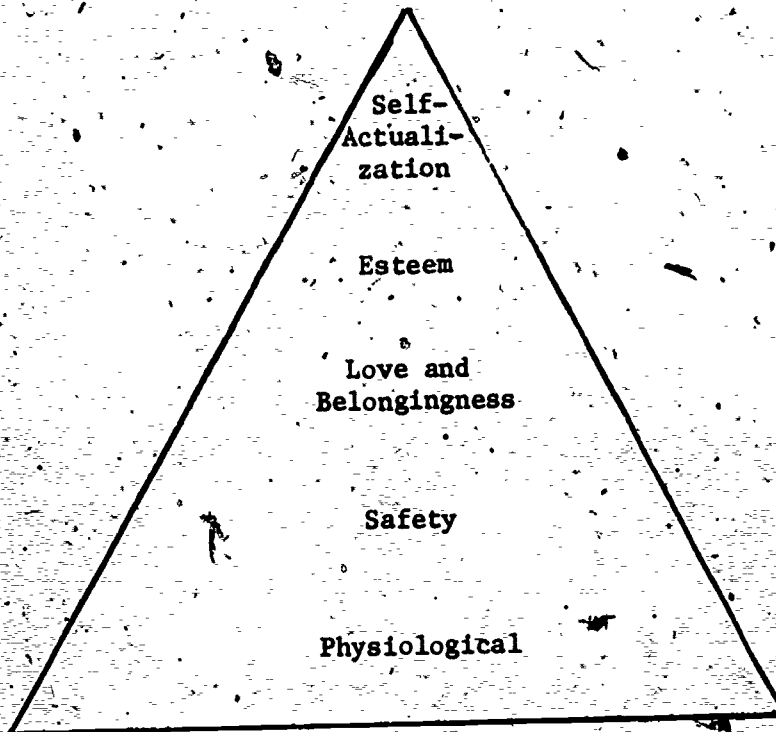 Self-
Actuali-
zation
Esteem
Love and
Belongingness
Safety
Physiological